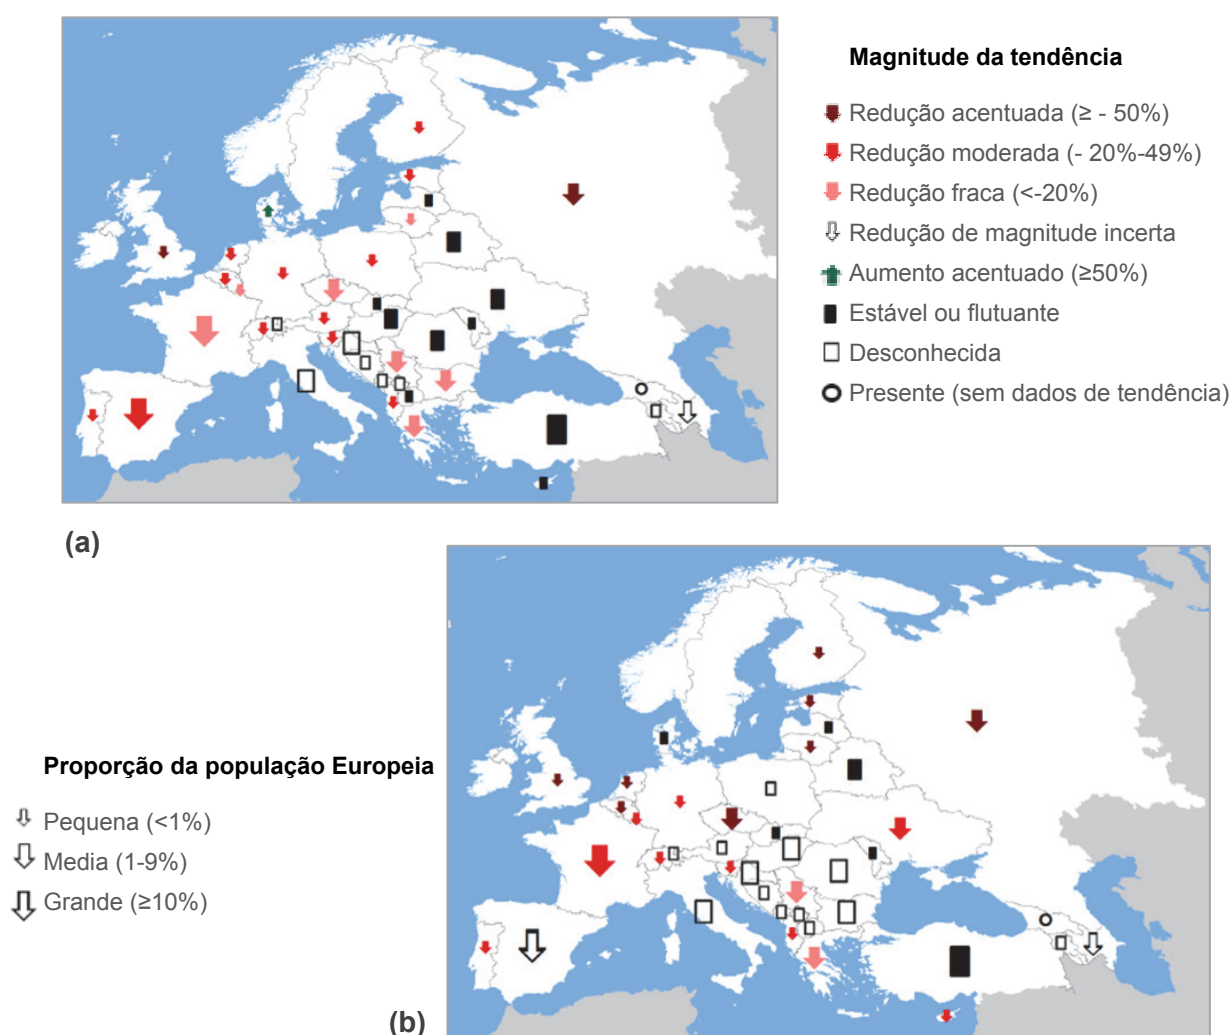 Magnitude da tendência
Redução acentuada (≥ - 50%)
Redução moderada (- 20%-49%)
Redução fraca (<-20%)
Redução de magnitude incerta
Aumento acentuado (≥50%)
Estável ou flutuante
Desconhecida
Presente (sem dados de tendência)
(a)
Proporção da população Europeia
Pequena (<1%)
Media (1-9%)
Grande (≥10%)
(b)